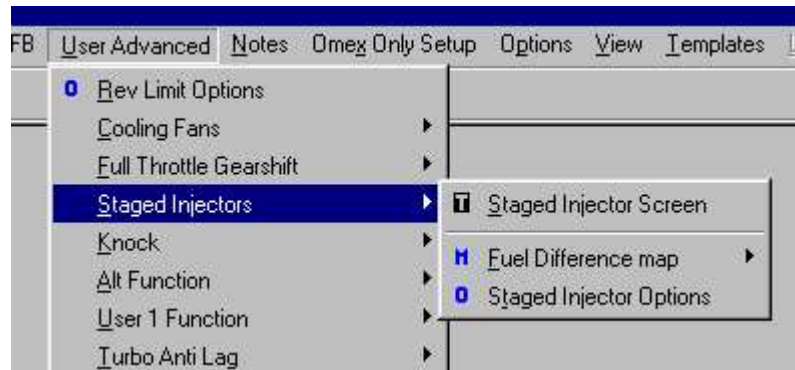 FB User Advanced Notes Omex Only Setup Options View Templates
O Rev Limit Options
Cooling Fans
Full Throttle Gearshift
Staged Injectors
T Staged Injector Screen
Knock
M Fuel Difference map
Alt Function
O Staged Injector Options
User 1 Function
Turbo Anti Lag